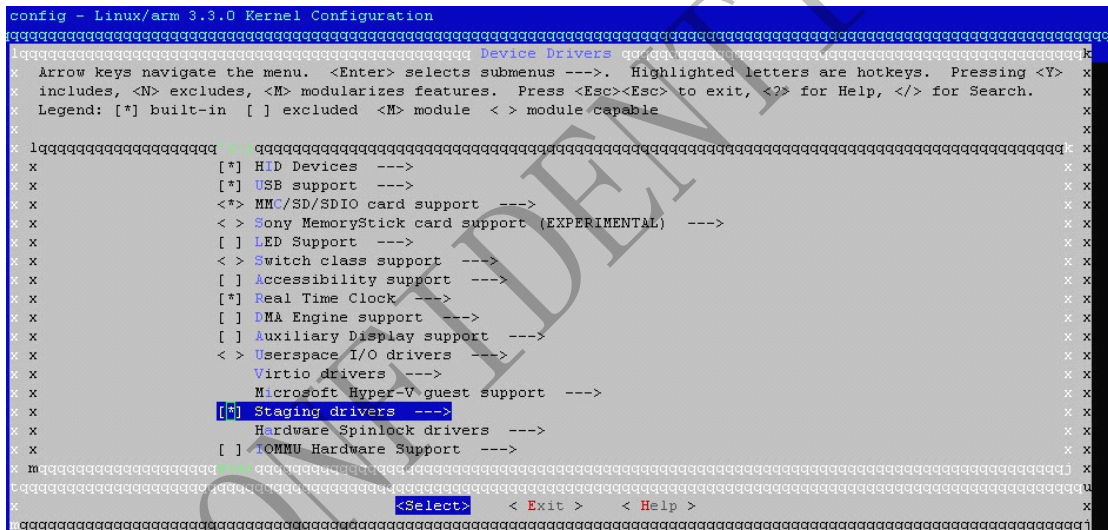 config - Linux/arm 3.3.0 Kernel Configuration
Device Drivers
Arrow keys navigate the menu.  <Enter> selects submenus --->.  Highlighted letters are hotkeys.  Pressing <Y>
includes, <N> excludes, <M> modularizes features.  Press <Esc><Esc> to exit, <?> for Help, </> for Search.
Legend: [*] built-in  [ ] excluded  <M> module  < > module capable
[*] HID Devices  --->
[*] USB support  --->
<*> MMC/SD/SDIO card support  --->
< > Sony MemoryStick card support (EXPERIMENTAL)  --->
[ ] LED Support  --->
< > Switch class support  --->
[ ] Accessibility support  --->
[*] Real Time Clock  --->
[ ] DMA Engine support  --->
[ ] Auxiliary Display support  --->
< > Userspace I/O drivers  --->
Virtio drivers  --->
Microsoft Hyper-V guest support  --->
[*] Staging drivers  --->
Hardware Spinlock drivers  --->
[ ] IOMMU Hardware Support  --->
<Select>    < Exit >    < Help >